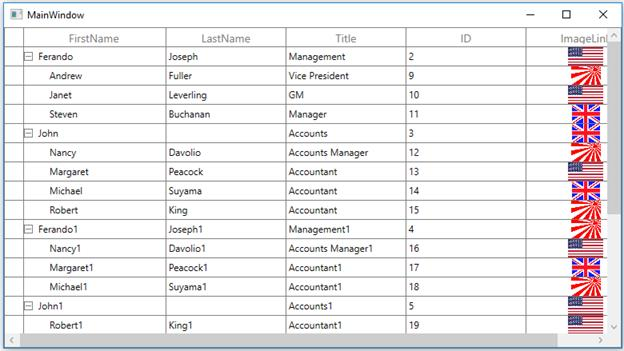 MainWindow
FirstName LastName Title ID ImageLin
Ferando Joseph Management 2
Andrew Fuller Vice President 9
Janet Leverling GM 10
Steven Buchanan Manager 11
John Accounts 3
Nancy Davolio Accounts Manager 12
Margaret Peacock Accountant 13
Michael Suyama Accountant 14
Robert King Accountant 15
Ferando1 Joseph1 Management1 4
Nancy1 Davolio1 Accounts Manager1 16
Margaret1 Peacock1 Accountant1 17
Michael1 Suyama1 Accountant1 18
John1 Accounts1 5
Robert1 King1 Accountant1 19